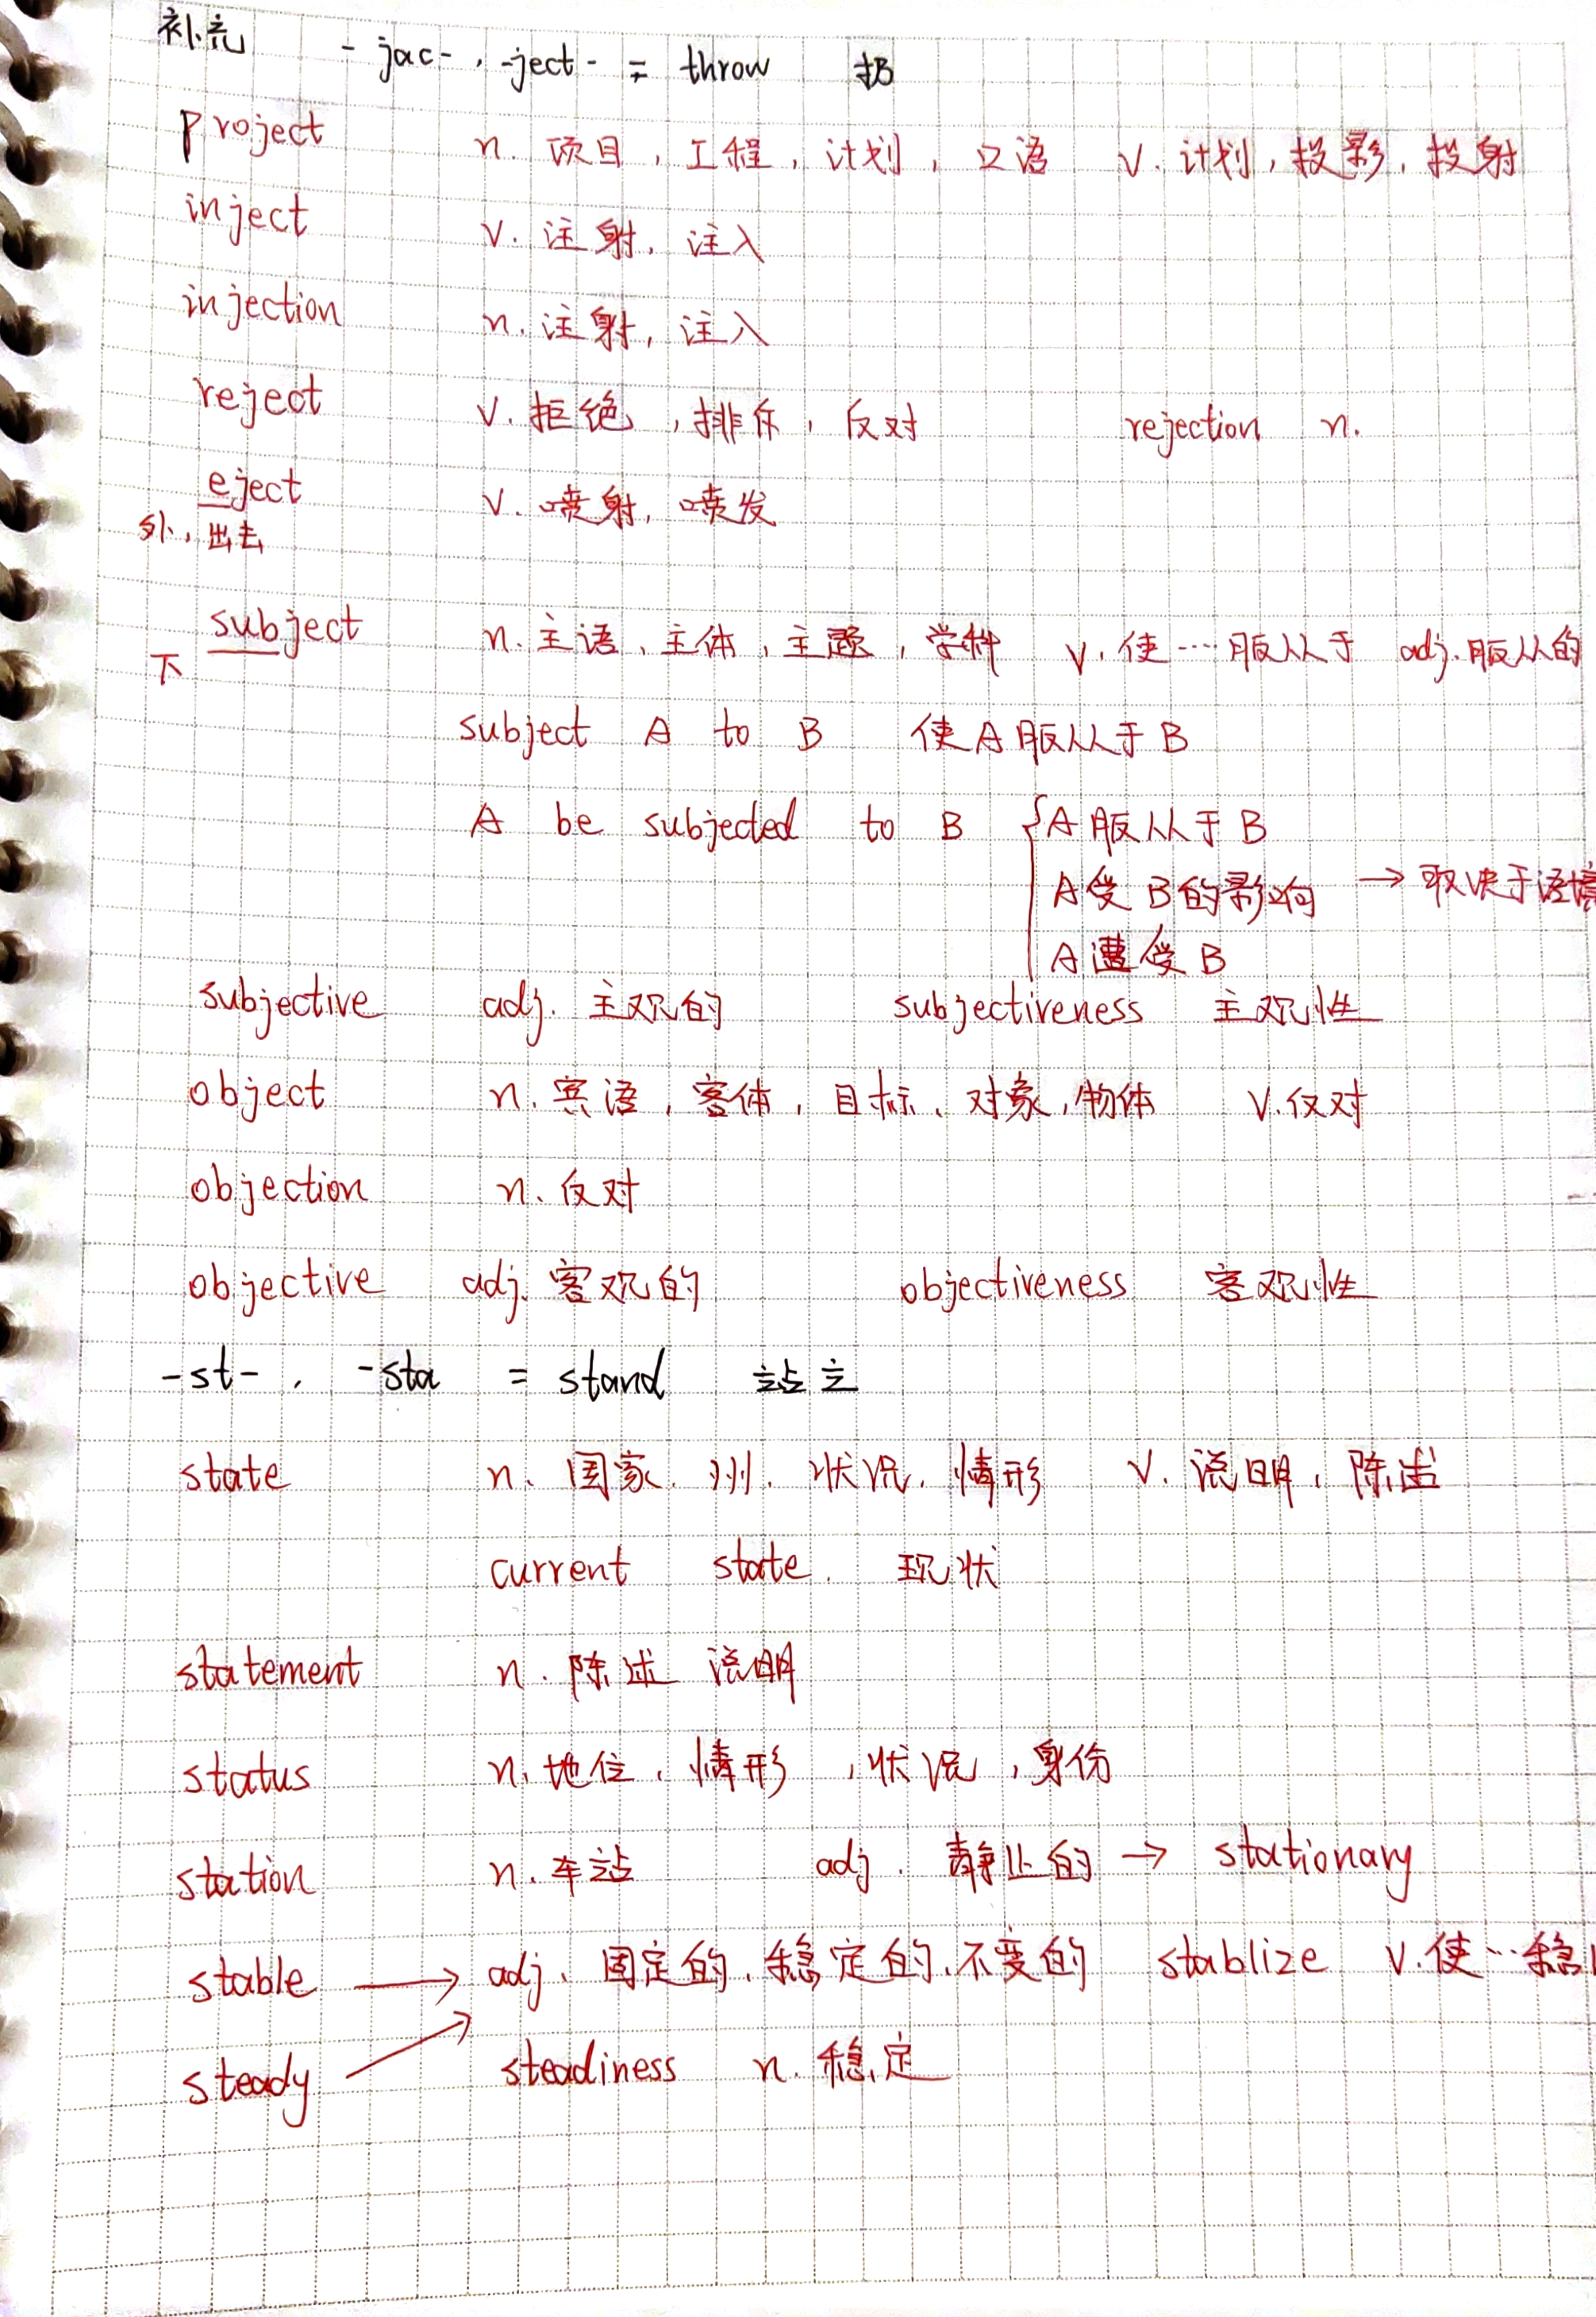 补充 -jac-, -ject- = throw 扔
project n. 项目, 工程, 计划, 口语 v. 计划, 投影, 投射
inject v. 注射, 注入
injection n. 注射, 注入
reject v. 拒绝, 排斥, 反对 rejection n.
eject v. 喷射, 喷发
外, 出去
subject n. 主语, 主体, 主题, 学科 v. 使…服从于 adj. 服从的
下
subject A to B 使A服从于B
A be subjected to B { A服从于B
A受B的影响 → 取决于语境
A遭受B
subjective adj. 主观的 subjectiveness 主观性
object n. 宾语, 客体, 目标, 对象, 物体 v. 反对
objection n. 反对
objective adj. 客观的 objectiveness 客观性
-st-, -sta = stand 站立
state n. 国家, 州, 状况, 情形 v. 说明, 陈述
current state 现状
statement n. 陈述 说明
status n. 地位, 情形, 状况, 身份
station n. 车站 adj. 静止的 → stationary
stable → adj. 固定的, 稳定的, 不变的 stablize v. 使…稳
steady ↗ steadiness n. 稳定